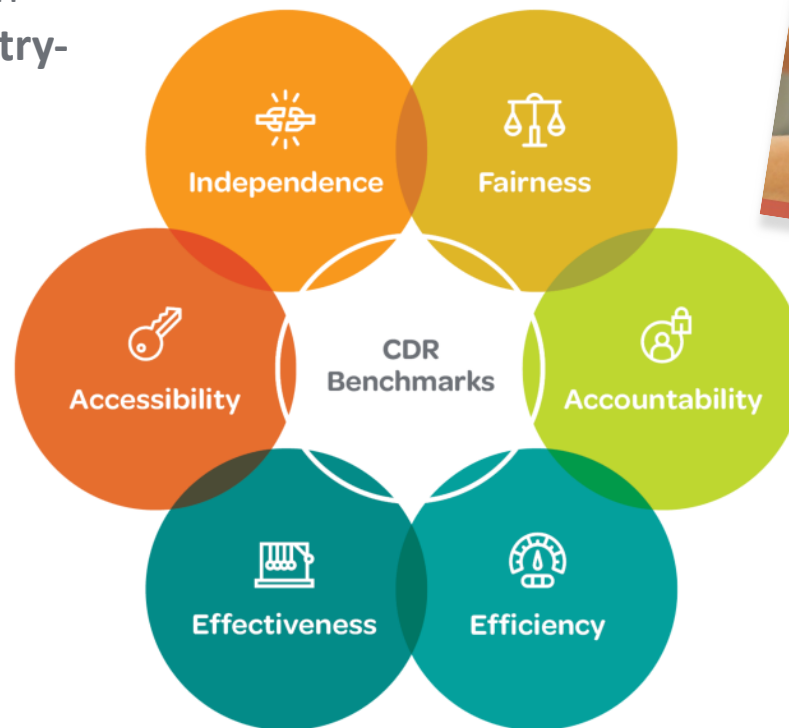 try-
Independence
Fairness
CDR
Benchmarks
Accessibility
Accountability
Effectiveness
Efficiency